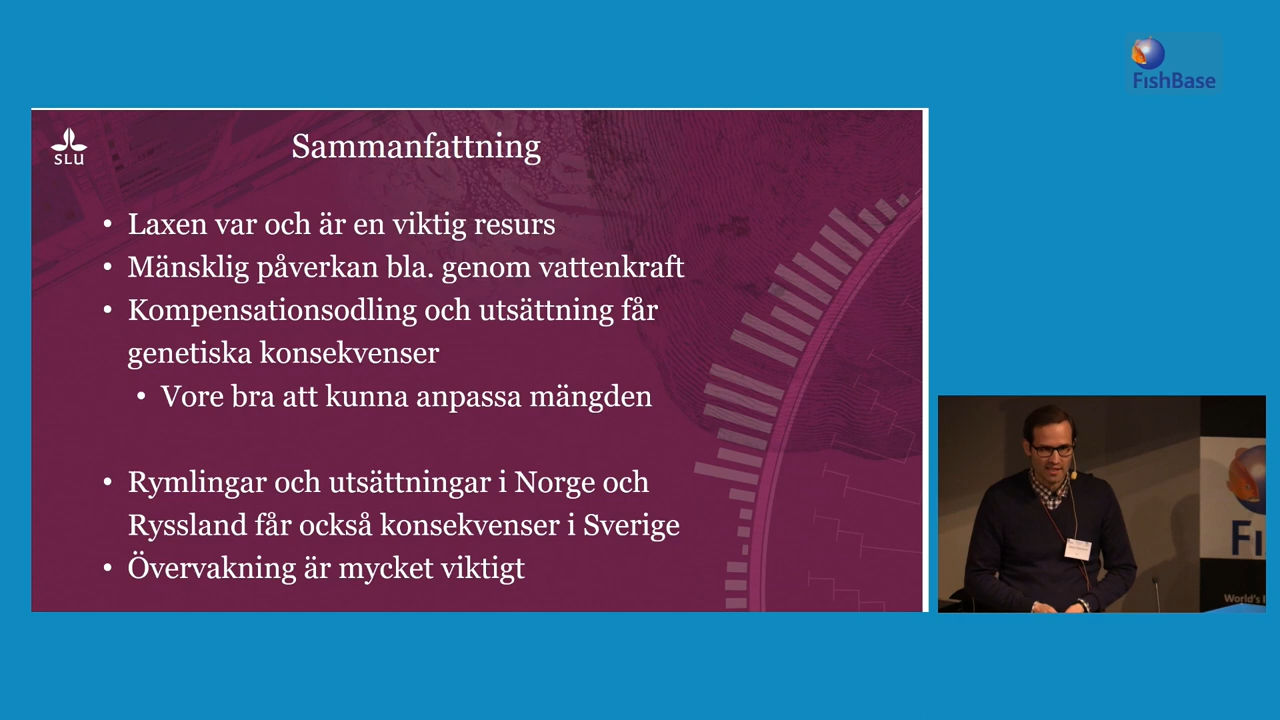 FishBase
SLU
Sammanfattning
• Laxen var och är en viktig resurs
• Mänsklig påverkan bla. genom vattenkraft
• Kompensationsodling och utsättning får
genetiska konsekvenser
• Vore bra att kunna anpassa mängden
• Rymlingar och utsättningar i Norge och
Ryssland får också konsekvenser i Sverige
• Övervakning är mycket viktigt
Fi
World's